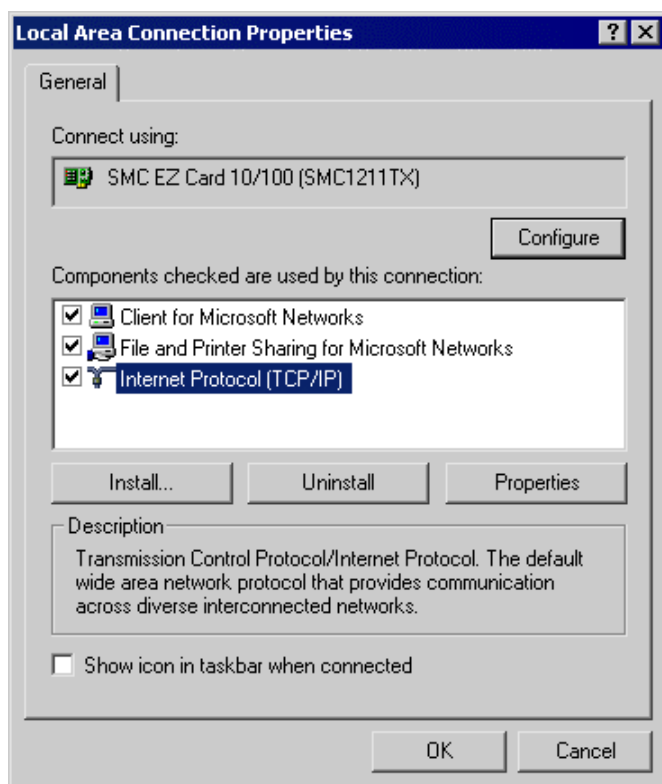 Local Area Connection Properties
General
Connect using:
SMC EZ Card 10/100 (SMC1211TX)
Configure
Components checked are used by this connection:
Client for Microsoft Networks
File and Printer Sharing for Microsoft Networks
Internet Protocol (TCP/IP)
Install... Uninstall Properties
Description
Transmission Control Protocol/Internet Protocol. The default
wide area network protocol that provides communication
across diverse interconnected networks.
Show icon in taskbar when connected
OK Cancel